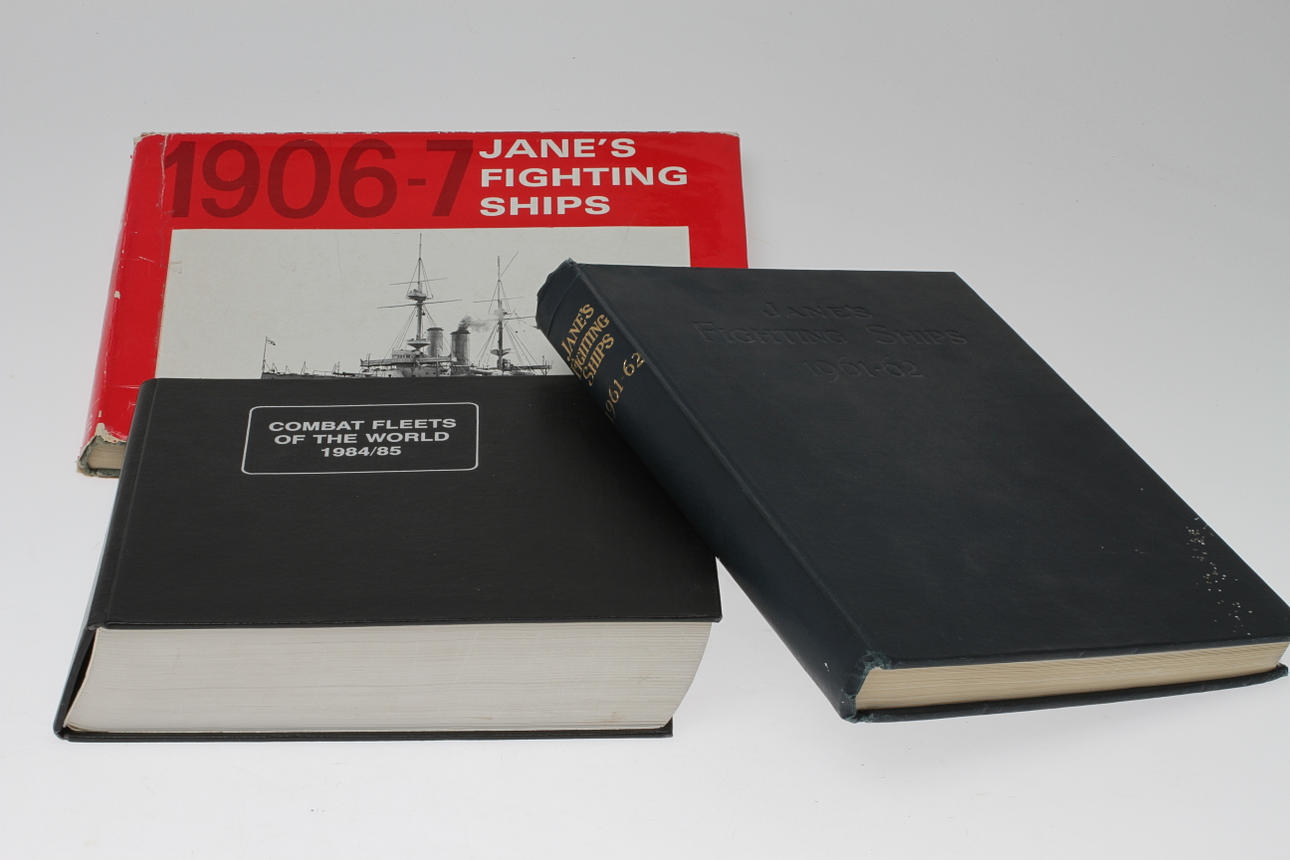 1906-7
JANE'S
FIGHTING
SHIPS
COMBAT FLEETS
OF THE WORLD
1984/85
JANE'S
FIGHTING
SHIPS
1961-62
JANE'S
FIGHTING SHIPS
1961-62